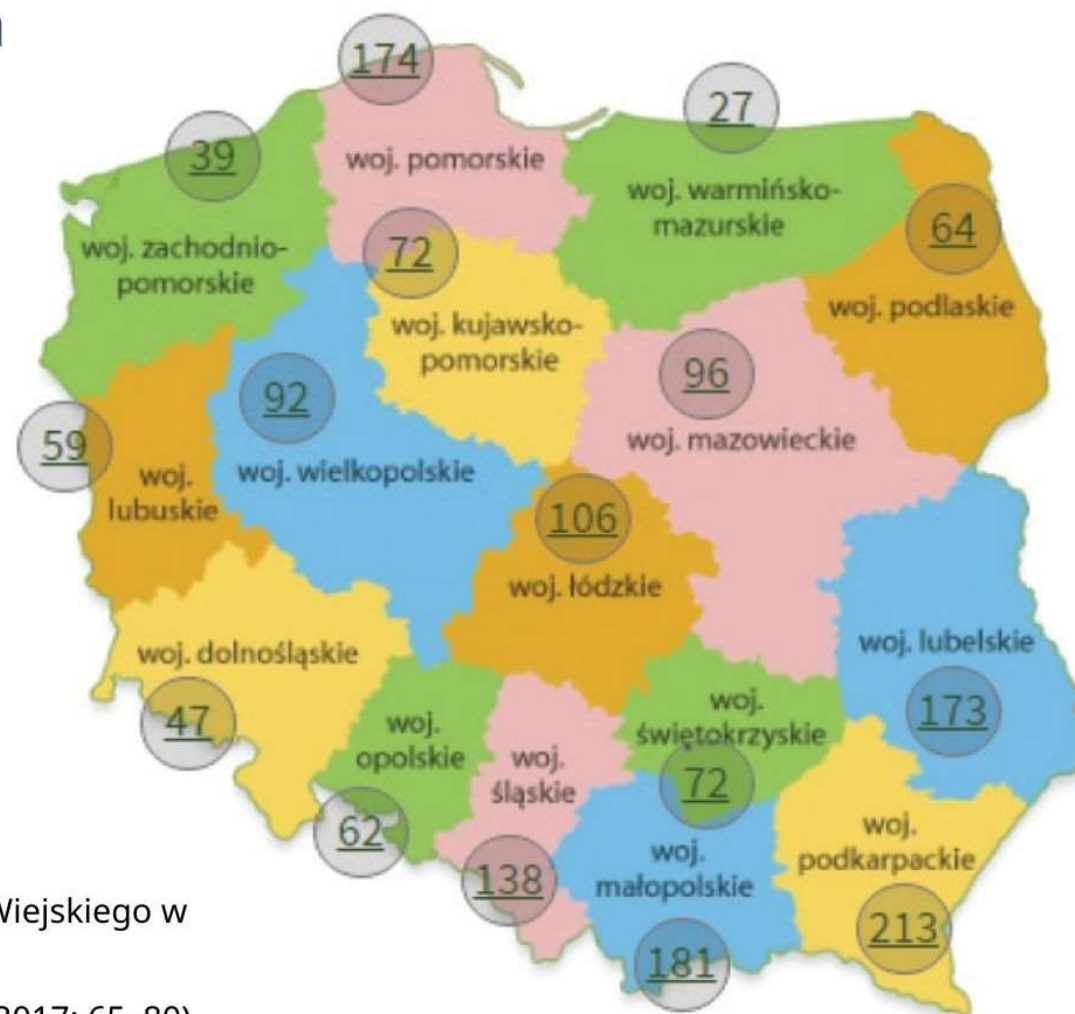 174
27
39
woj. pomorskie
woj. warmińsko-
mazurskie
64
woj. zachodnio-
pomorskie
72
woj. podlaskie
woj. kujawsko-
pomorskie
96
92
woj. mazowieckie
59
woj. wielkopolskie
woj.
lubuskie
106
woj. łódzkie
woj. lubelskie
woj. dolnośląskie
173
47
woj.
opolskie
woj.
świętokrzyskie
woj.
śląskie
72
62
woj.
podkarpackie
woj.
małopolskie
138
213
181
Wiejskiego w
2017: 65, 80)